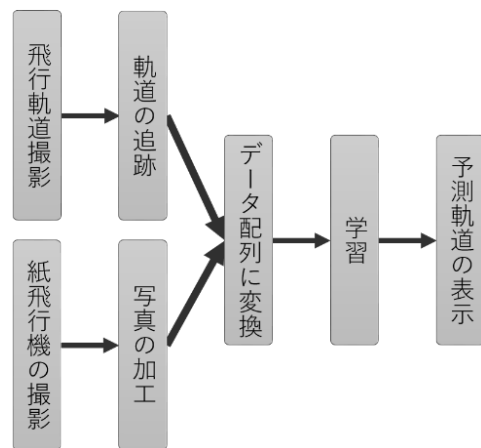 飛行軌道撮影
軌道の追跡
紙飛行機の撮影
写真の加工
データ配列に変換
学習
予測軌道の表示